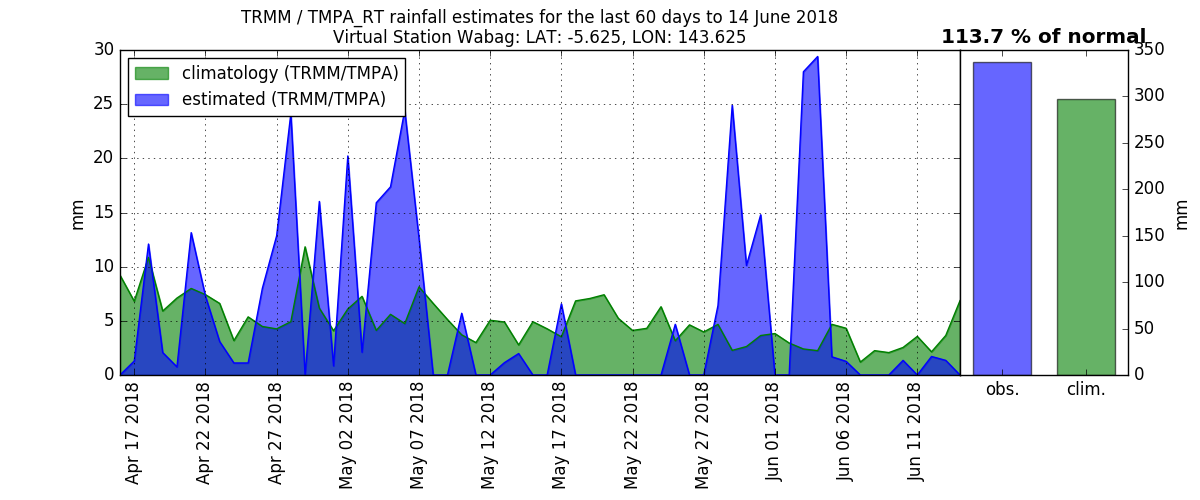 TRMM / TMPA_RT rainfall estimates for the last 60 days to 14 June 2018
Virtual Station Wabag: LAT: -5.625, LON: 143.625
113.7 % of normal
climatology (TRMM/TMPA)
estimated (TRMM/TMPA)
30
25
20
15
10
5
0
mm
Apr 17 2018
Apr 22 2018
Apr 27 2018
May 02 2018
May 07 2018
May 12 2018
May 17 2018
May 22 2018
May 27 2018
Jun 01 2018
Jun 06 2018
Jun 11 2018
obs.
clim.
350
300
250
200
150
100
50
0
mm